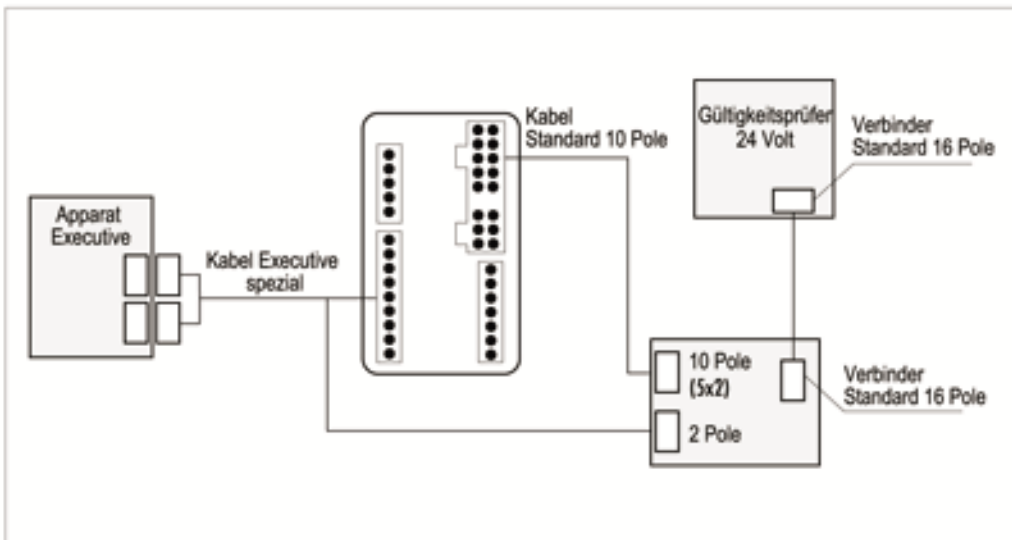 Kabel
Standard 10 Pole
Gültigkeitsprüfer
24 Volt
Verbinder
Standard 16 Pole
Apparat
Executive
Kabel Executive
spezial
10 Pole
(5x2)
2 Pole
Verbinder
Standard 16 Pole